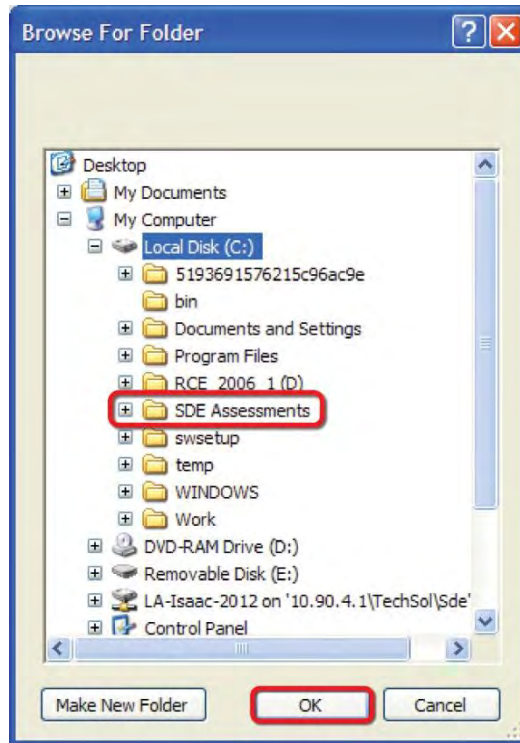 Browse For Folder
Desktop
My Documents
My Computer
Local Disk (C:)
5193691576215c96ac9e
bin
Documents and Settings
Program Files
RCE_2006_1 (D)
SDE Assessments
swsetup
temp
WINDOWS
Work
DVD-RAM Drive (D:)
Removable Disk (E:)
LA-Isaac-2012 on '10.90.4.1\TechSol\Sde'
Control Panel
Make New Folder OK Cancel